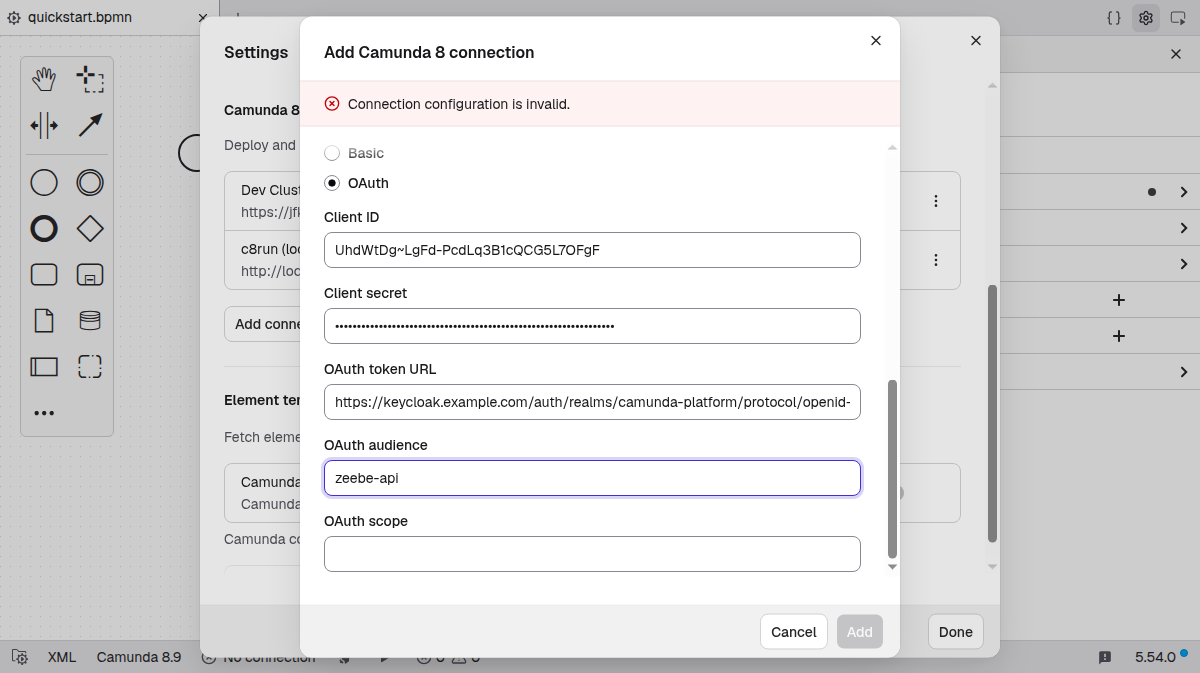 quickstart.bpmn
Settings
Add Camunda 8 connection
Connection configuration is invalid.
Camunda 8
Deploy and
Dev Clust
https://jfl
c8run (loc
http://loc
Add conne
Element ter
Fetch eleme
Camunda
Camunda
Camunda co
Basic
OAuth
Client ID
UhdWtDg~LgFd-PcdLq3B1cQCG5L7OFgF
Client secret
••••••••••••••••••••••••••••••••••••••••••••••••••••••••••••••••
OAuth token URL
https://keycloak.example.com/auth/realms/camunda-platform/protocol/openid-
OAuth audience
zeebe-api
OAuth scope
Cancel
Add
Done
XML
Camunda 8.9
No connection
0
0
5.54.0